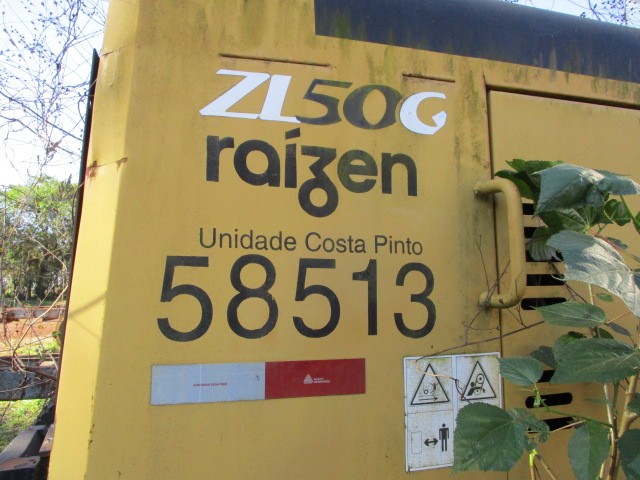 ZL50G
raízen
Unidade Costa Pinto
58513